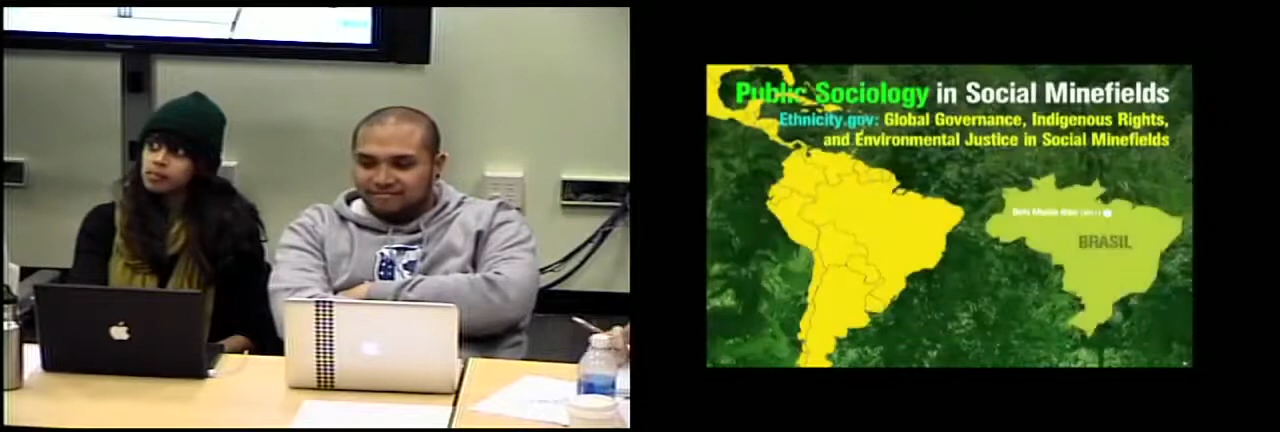 Public Sociology in Social Minefields
Ethnicity.gov: Global Governance, Indigenous Rights,
and Environmental Justice in Social Minefields
BRASIL